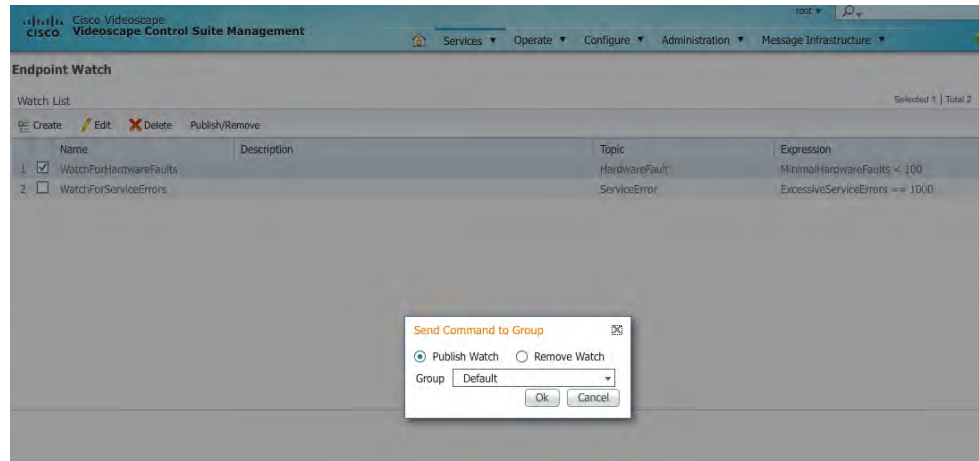 root
Cisco Videoscape
cisco Videoscape Control Suite Management
Services Operate Configure Administration Message Infrastructure
Endpoint Watch
Watch List
Selected 1 | Total 2
Create Edit Delete Publish/Remove
Name Description Topic Expression
1 WatchForHardwareFaults HardwareFault MinimalHardwareFaults < 100
2 WatchForServiceErrors ServiceError ExcessiveServiceErrors == 1000
Send Command to Group
Publish Watch Remove Watch
Group Default
Ok Cancel